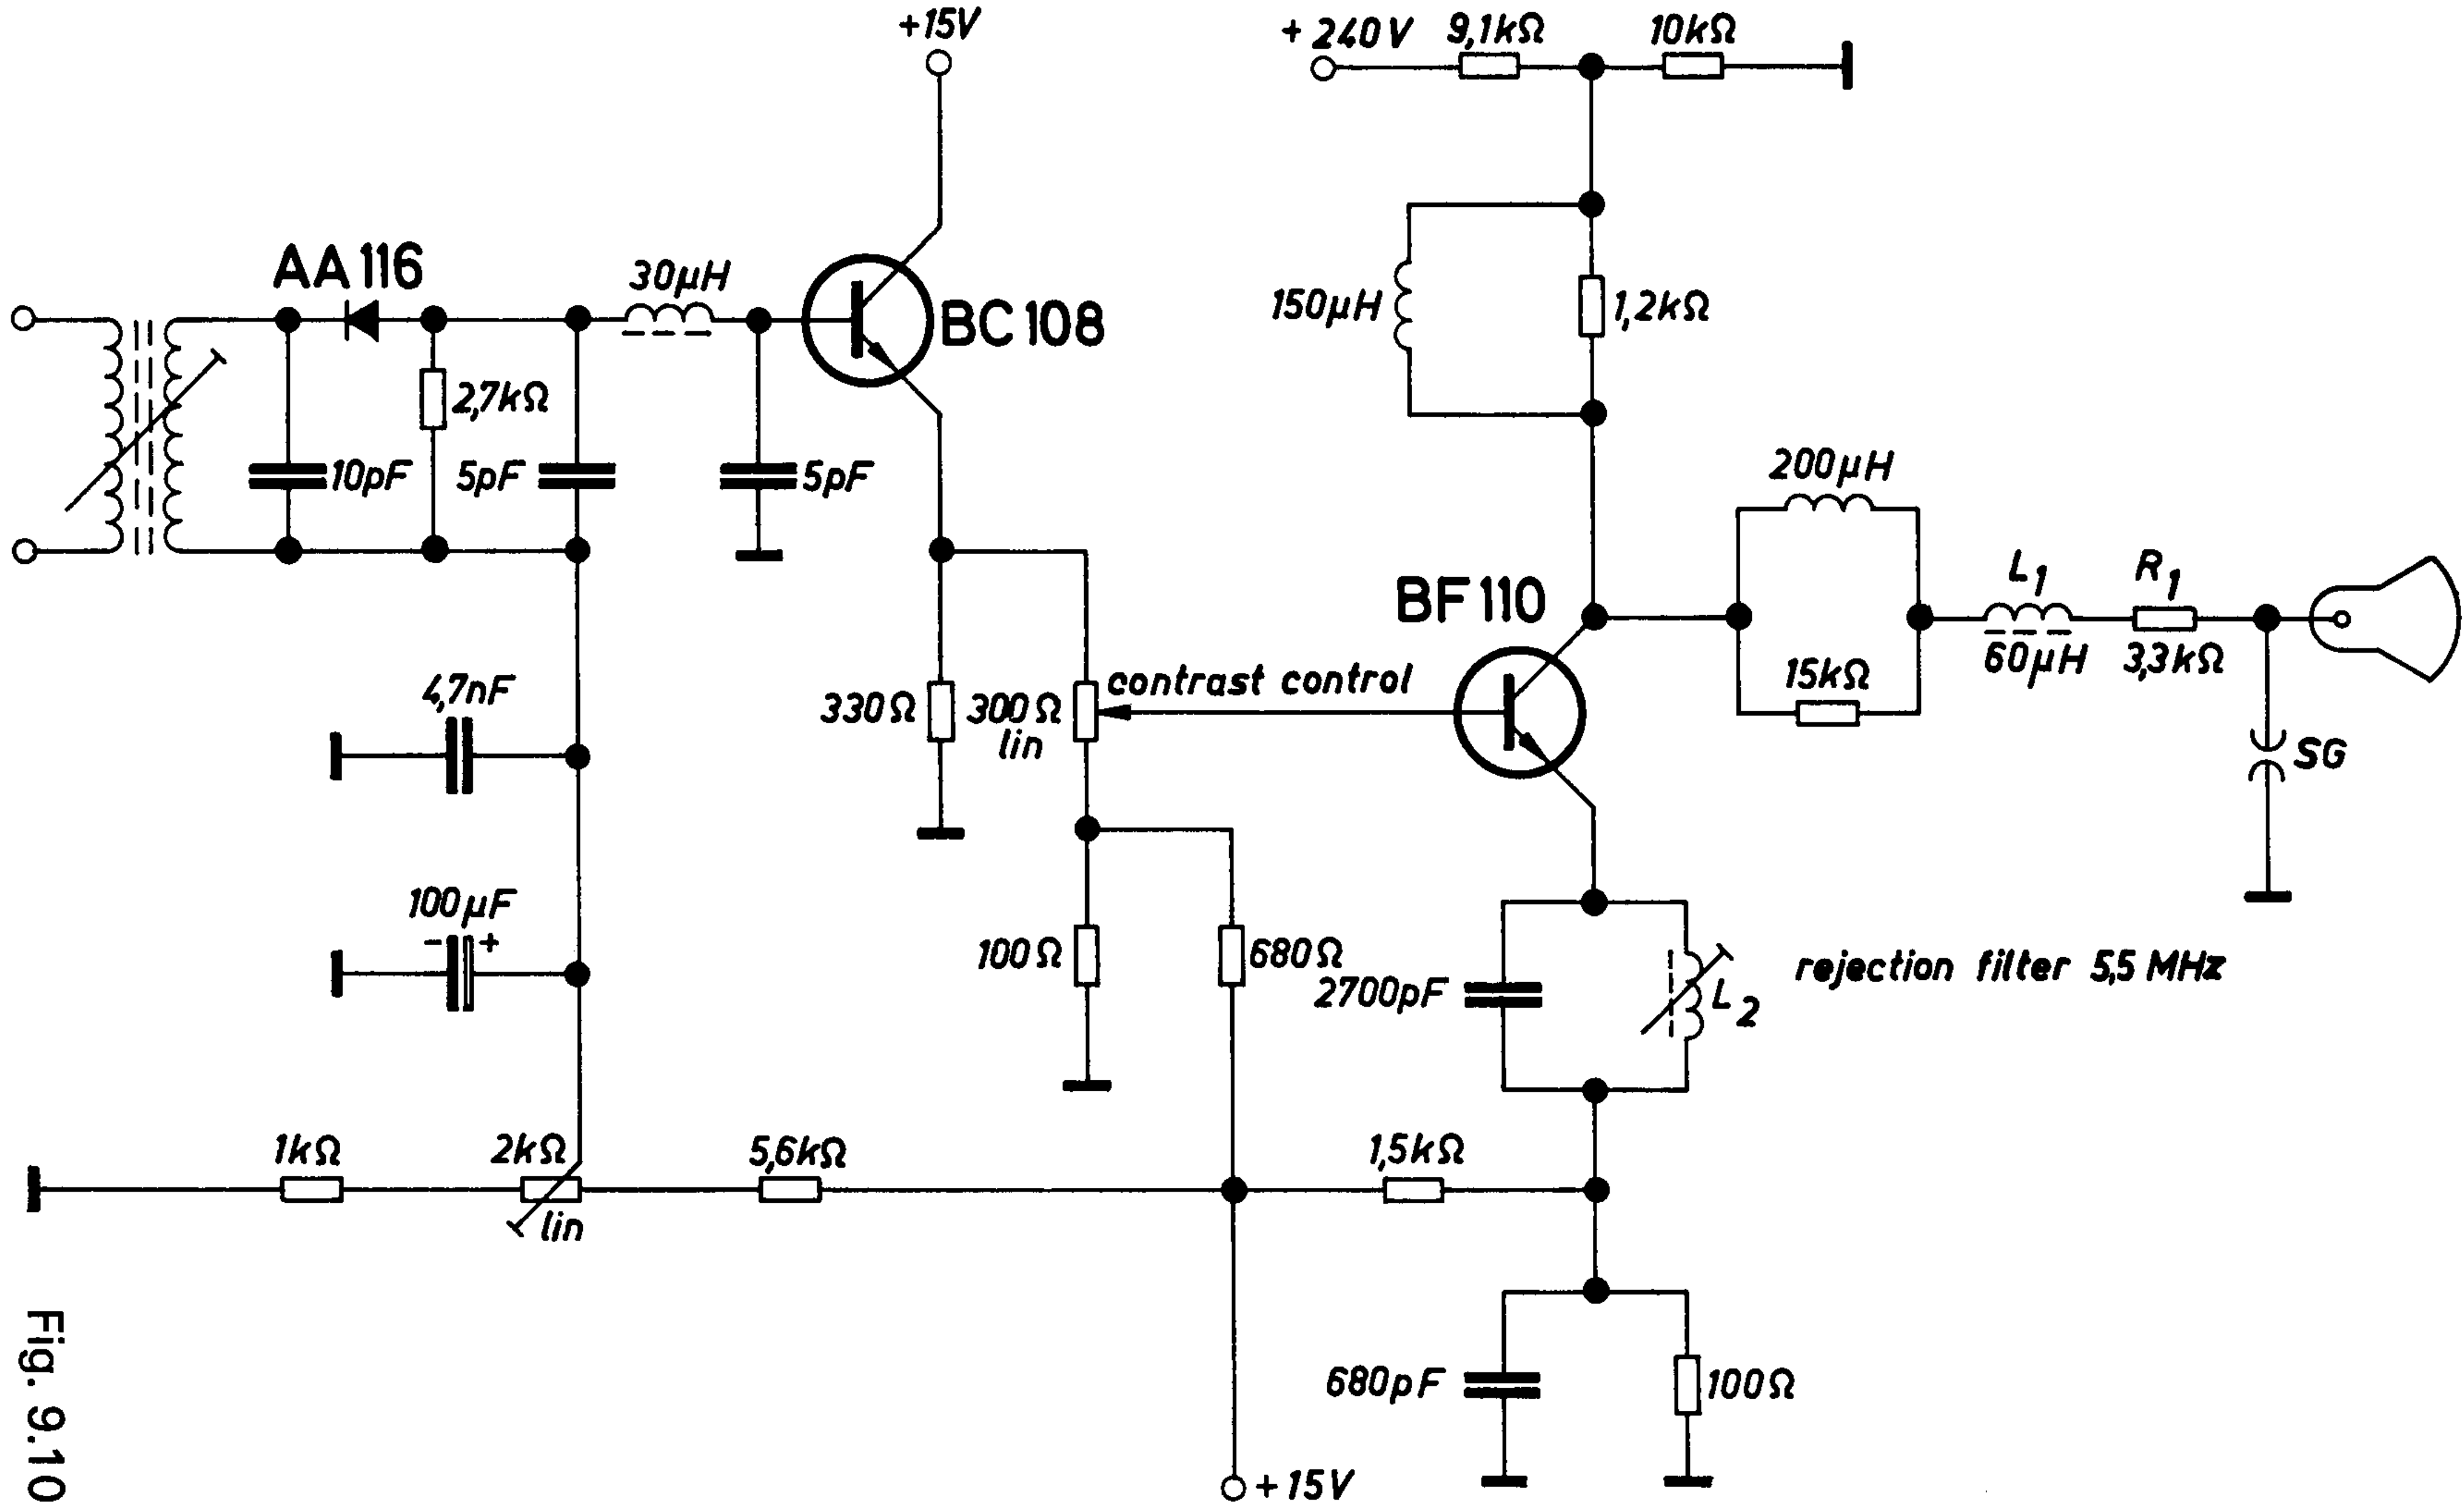 +15V
+ 240V
9,1kΩ
10kΩ
AA116
30µH
BC108
150µH
1,2kΩ
2,7kΩ
10pF
5pF
5pF
200µH
L1
R1
BF110
60µH
3,3kΩ
15kΩ
4,7nF
330Ω
300Ω
lin
contrast control
SG
100µF
- +
100Ω
680Ω
2700pF
L2
rejection filter 5,5 MHz
1kΩ
2kΩ
lin
5,6kΩ
1,5kΩ
680pF
100Ω
+15V
Fig. 9.10